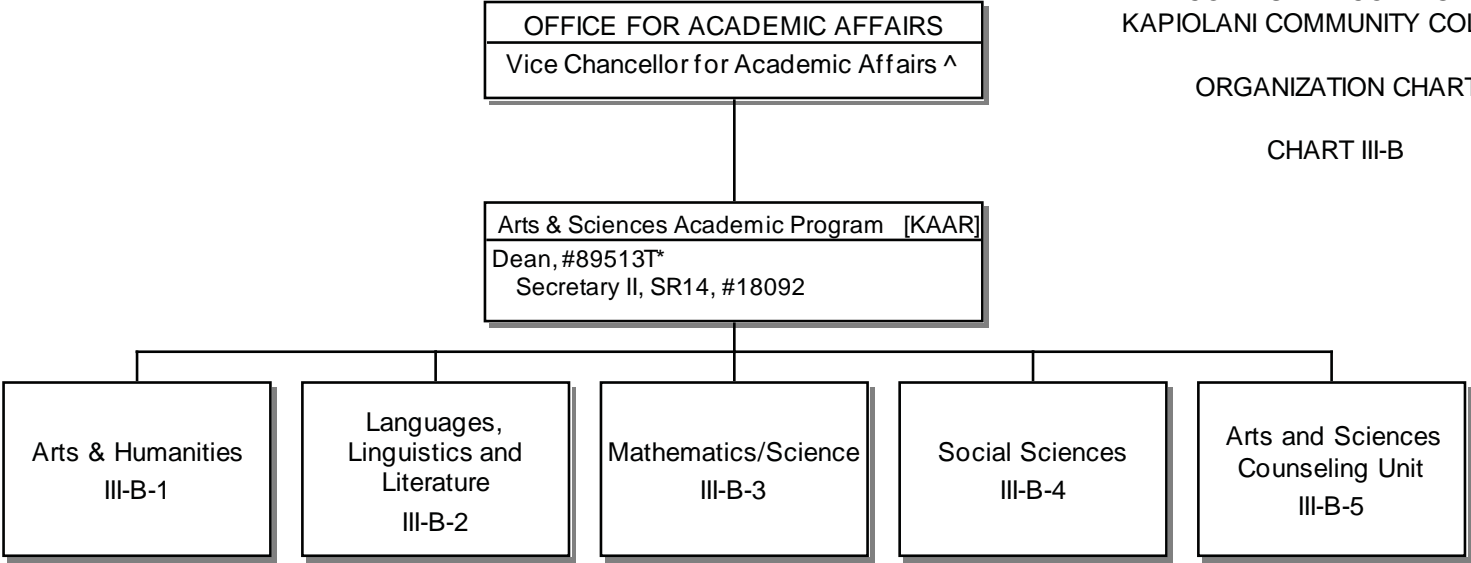 OFFICE FOR ACADEMIC AFFAIRS
Vice Chancellor for Academic Affairs ^
KAPIOLANI COMMUNITY
ORGANIZATION CHART
CHART III-B
Arts & Sciences Academic Program [KAAR]
Dean, #89513T*
Secretary II, SR14, #18092
Arts & Humanities
III-B-1
Languages,
Linguistics and
Literature
III-B-2
Mathematics/Science
III-B-3
Social Sciences
III-B-4
Arts and Sciences
Counseling Unit
III-B-5